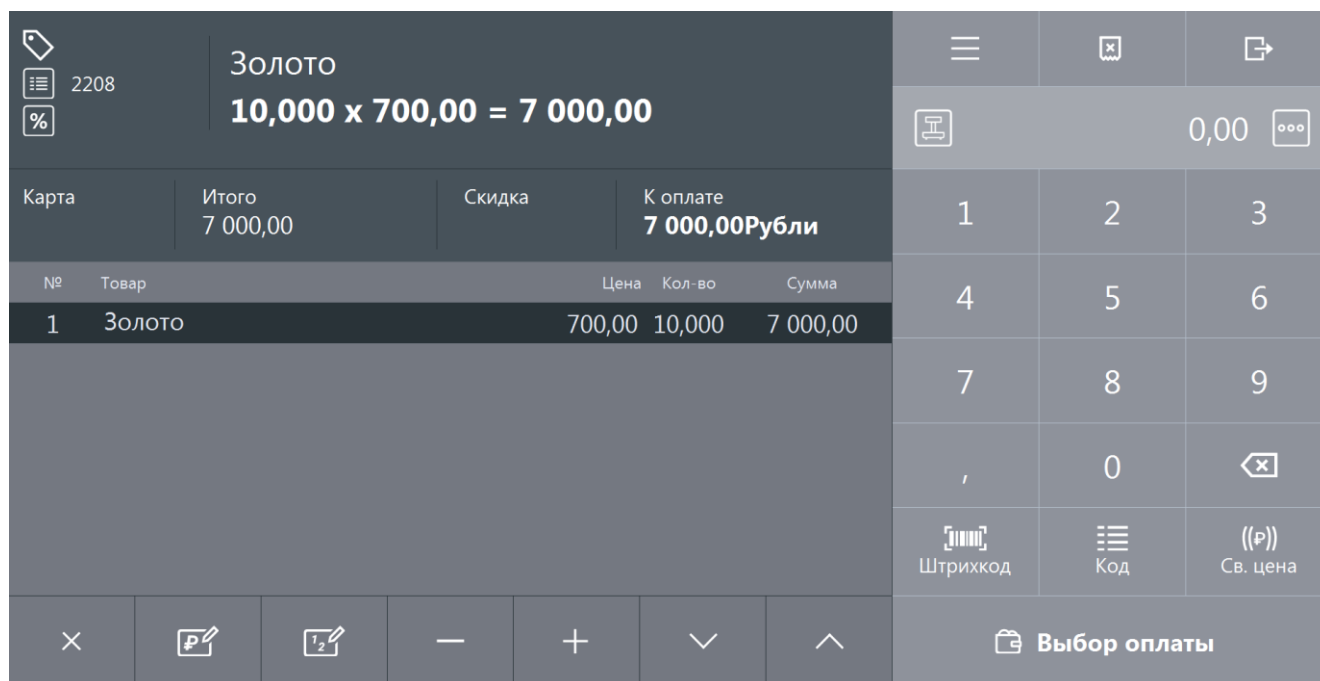 Золото
2208
10,000 x 700,00 = 7 000,00
%
0,00
Карта Итого Скидка К оплате
7 000,00 7 000,00Рубли
№ Товар Цена Кол-во Сумма
1 Золото 700,00 10,000 7 000,00
1 2 3
4 5 6
7 8 9
, 0
Штрихкод Код ((₽)) Св. цена
₽ 1 2 — +
Выбор оплаты